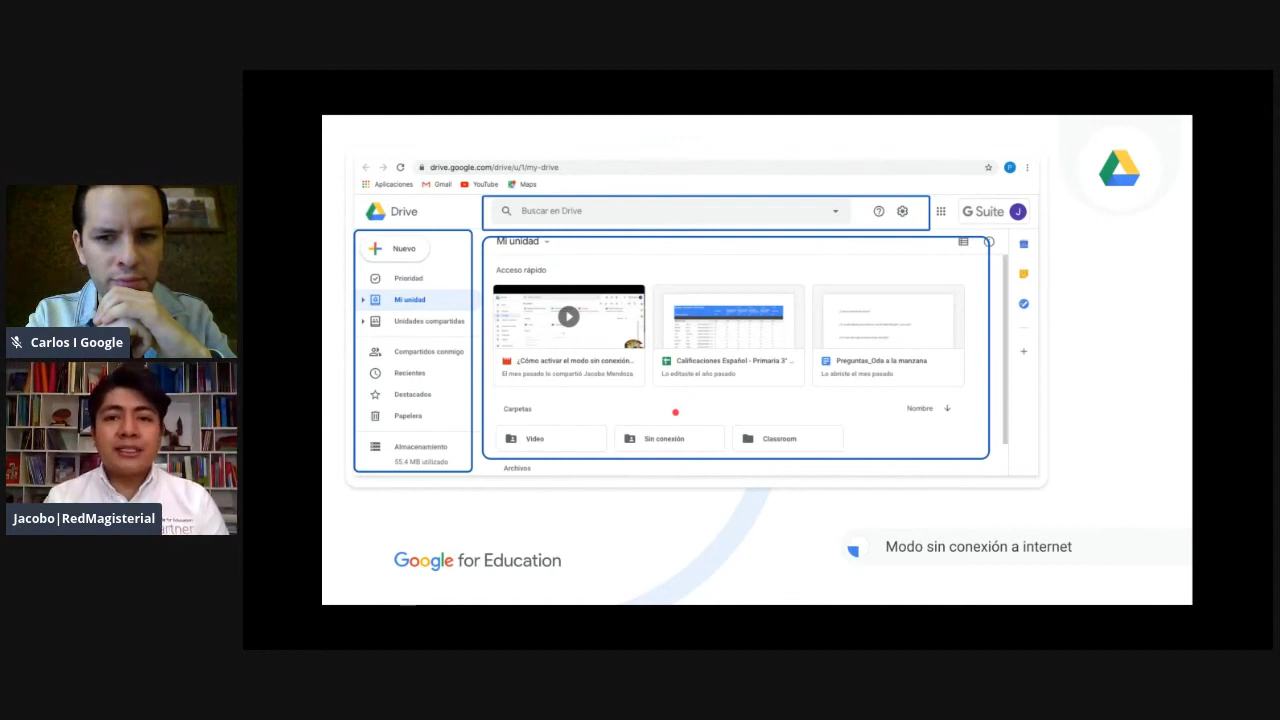 Carlos I Google
Jacobo|RedMagisterial
drive.google.com/drive/u/1/my-drive
Aplicaciones
Gmail
YouTube
Maps
Drive
Buscar en Drive
G Suite
J
Nuevo
Prioridad
Mi unidad
Unidades compartidas
Compartidos conmigo
Recientes
Destacados
Papelera
Almacenamiento
55.4 MB utilizado
Mi unidad
Acceso rápido
¿Cómo activar el modo sin conexión...
El mes pasado lo compartió Jacobo Mendoza
Calificaciones Español - Primaria 3° ...
Lo editaste el año pasado
Preguntas_Oda a la manzana
Lo abriste el mes pasado
Carpetas
Nombre
Video
Sin conexión
Classroom
Archivos
Google for Education
Modo sin conexión a internet